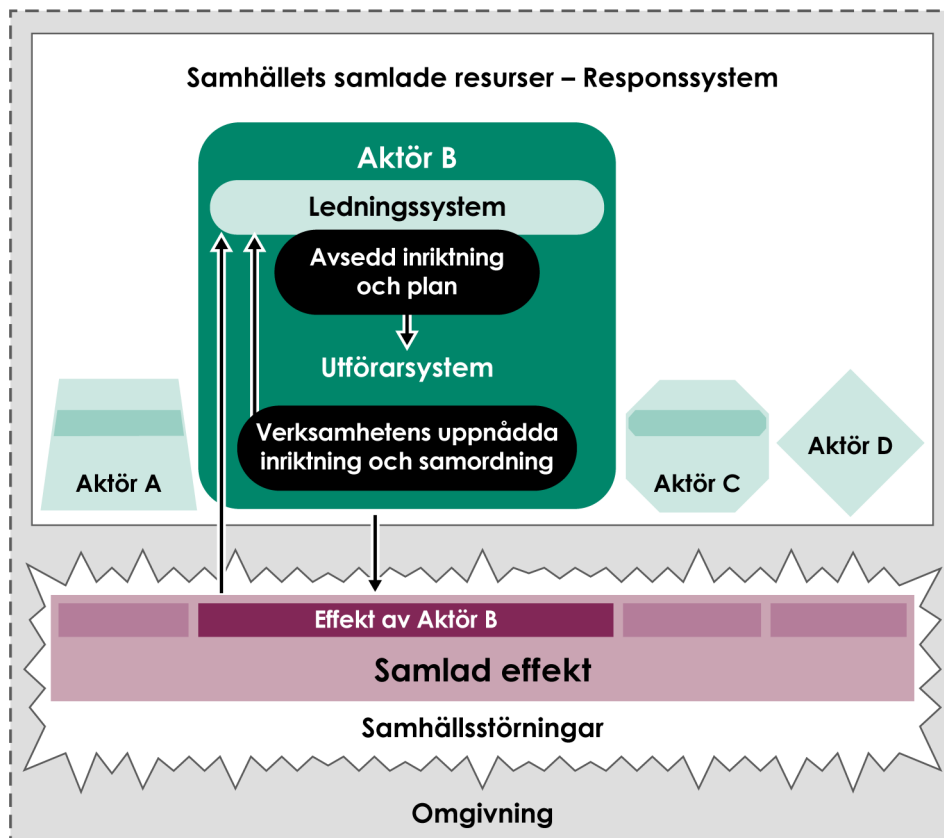 Samhällets samlade resurser – Responssystem
Aktör B
Ledningssystem
Avsedd inriktning
och plan
Utförarsystem
Verksamhetens uppnådda
inriktning och samordning
Aktör A
Aktör C
Aktör D
Effekt av Aktör B
Samlad effekt
Samhällsstörningar
Omgivning